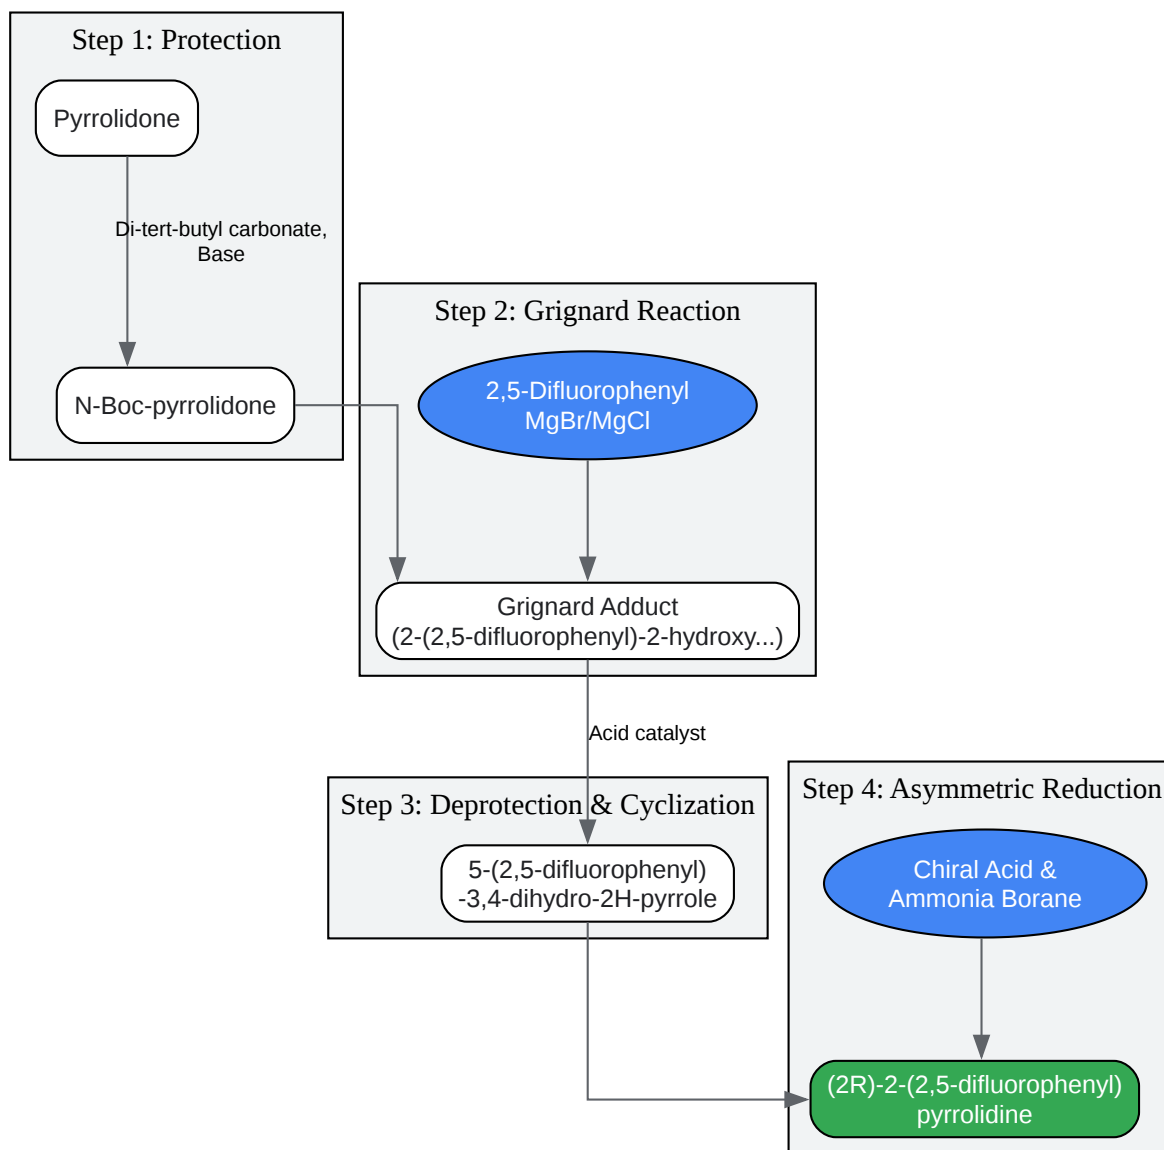 Step 1: Protection
Pyrrolidone
Di-tert-butyl carbonate,
Base
N-Boc-pyrrolidone
Step 2: Grignard Reaction
2,5-Difluorophenyl
MgBr/MgCl
Grignard Adduct
(2-(2,5-difluorophenyl)-2-hydroxy...)
Acid catalyst
Step 3: Deprotection & Cyclization
5-(2,5-difluorophenyl)
-3,4-dihydro-2H-pyrrole
Step 4: Asymmetric Reduction
Chiral Acid &
Ammonia Borane
(2R)-2-(2,5-difluorophenyl)
pyrrolidine